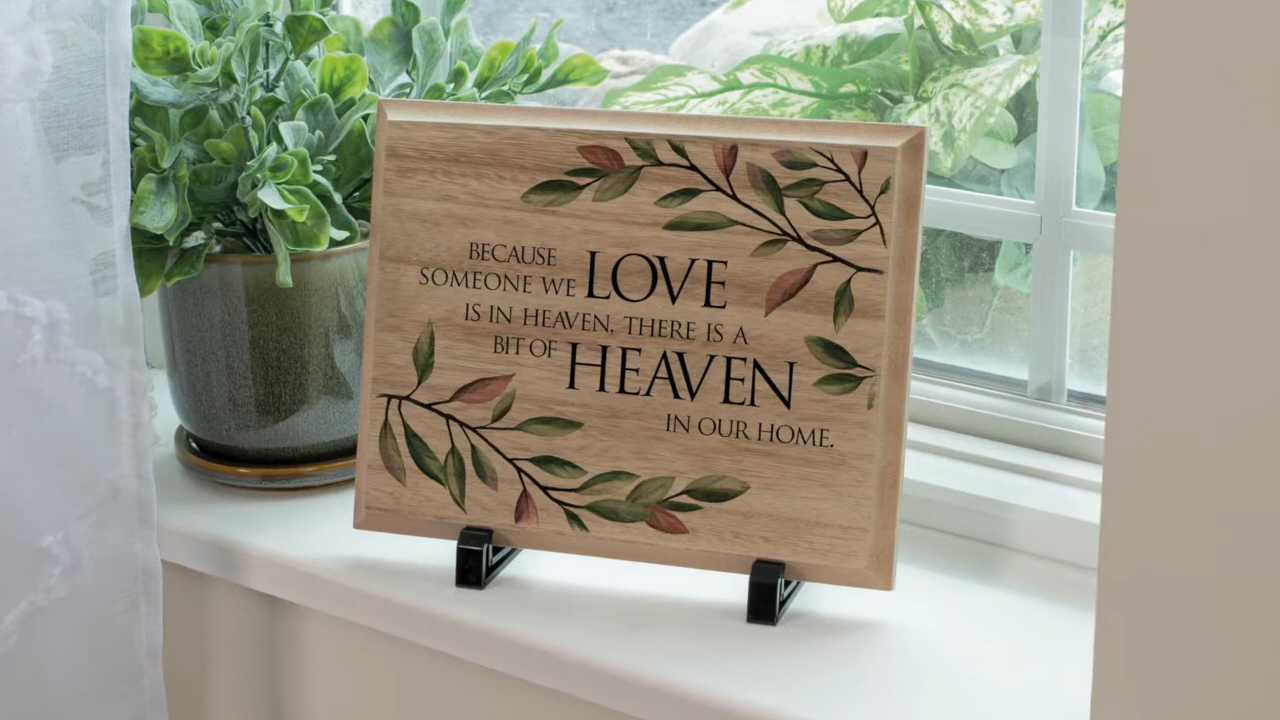 BECAUSE
SOMEONE WE LOVE
IS IN HEAVEN, THERE IS A
BIT OF HEAVEN
IN OUR HOME.